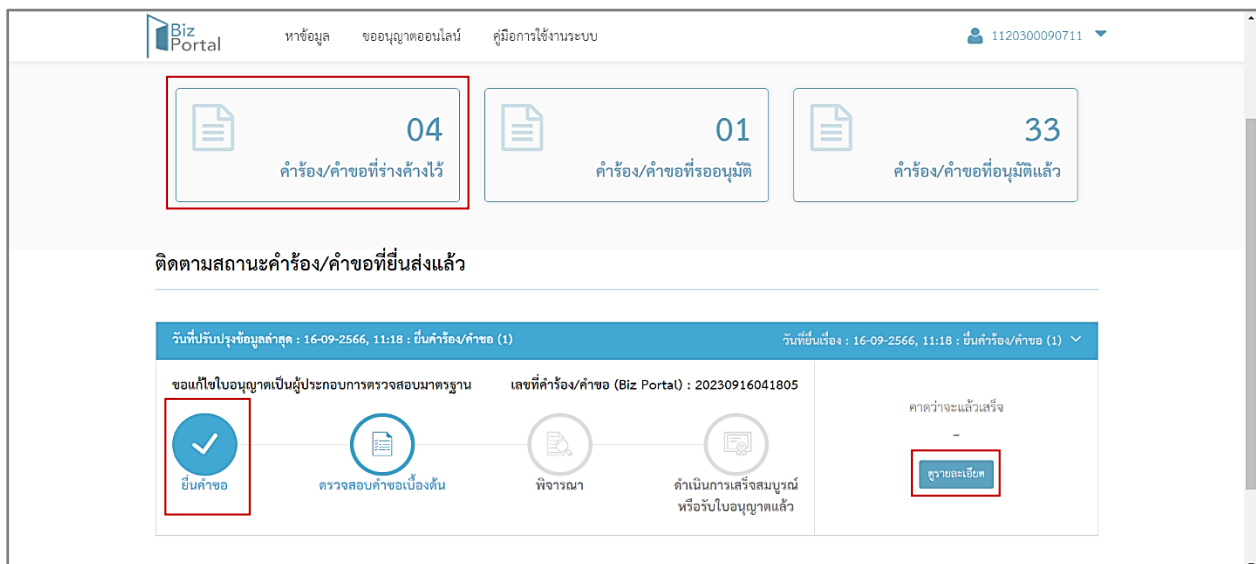 Biz Portal
หาข้อมูล ขออนุญาตออนไลน์ คู่มือการใช้งานระบบ 1120300090711
04 01 33
คำร้อง/คำขอที่ร่างค้างไว้ คำร้อง/คำขอที่รออนุมัติ คำร้อง/คำขอที่อนุมัติแล้ว
ติดตามสถานะคำร้อง/คำขอที่ยื่นส่งแล้ว
วันที่ปรับปรุงข้อมูลล่าสุด : 16-09-2566, 11:18 : ยื่นคำร้อง/คำขอ (1) วันที่ยื่นเรื่อง : 16-09-2566, 11:18 : ยื่นคำร้อง/คำขอ (1)
ขอแก้ไขใบอนุญาตเป็นผู้ประกอบการตรวจสอบมาตรฐาน เลขที่คำร้อง/คำขอ (Biz Portal) : 20230916041805
คาดว่าจะแล้วเสร็จ
-
ดูรายละเอียด
ยื่นคำขอ ตรวจสอบคำขอเบื้องต้น พิจารณา ดำเนินการเสร็จสมบูรณ์
หรือรับใบอนุญาตแล้ว